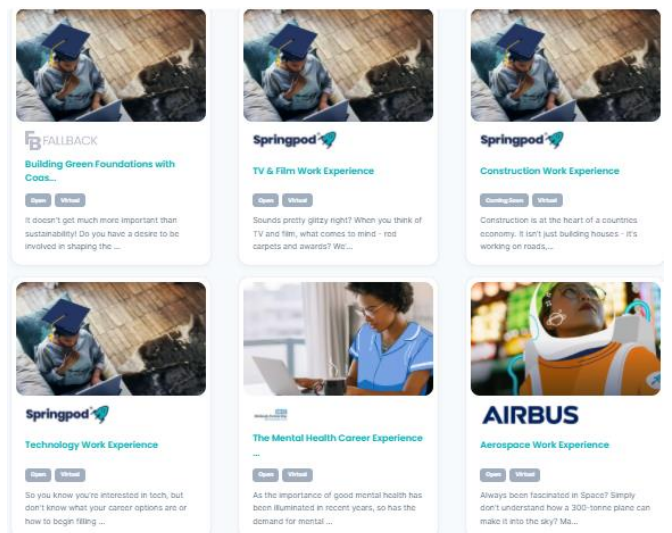 FB FALLBACK
Building Green Foundations with
Coas...
Open Virtual
It doesn't get much more important than
sustainability! Do you have a desire to be
involved in shaping the ...
Springpod
TV & Film Work Experience
Open Virtual
Sounds pretty glitzy right? When you think of
TV and film, what comes to mind - red
carpets and awards? We'...
Springpod
Construction Work Experience
Coming Soon Virtual
Construction is at the heart of a countries
economy. It isn't just building houses - it's
working on roads,...
Springpod
Technology Work Experience
Open Virtual
So you know you're interested in tech, but
don't know what your career options are or
how to begin filling ...
NHS
The Mental Health Career Experience
...
Open Virtual
As the importance of good mental health has
been illuminated in recent years, so has the
demand for mental ...
AIRBUS
Aerospace Work Experience
Open Virtual
Always been fascinated in Space? Simply
don't understand how a 300-tonne plane can
make it into the sky? Ma...